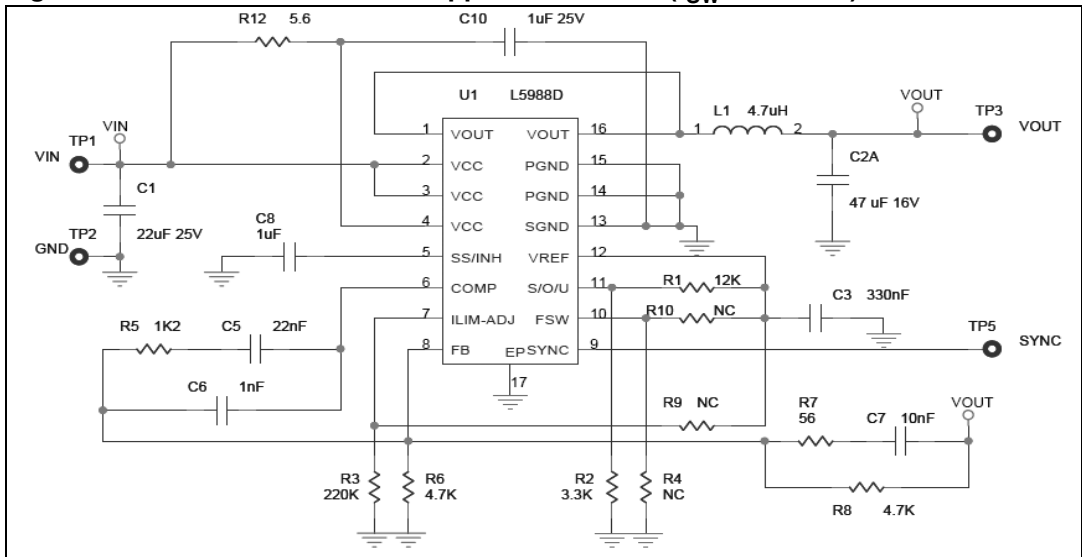 R12 5.6
C10 1uF 25V
U1 L5988D
VOUT
L1 4.7uH
TP3
VOUT
1 VOUT VOUT 16
1 2
VIN
TP1
VIN
2 VCC PGND 15
C2A
C1
3 VCC PGND 14
47 uF 16V
C8
1uF
4 VCC SGND 13
TP2
GND
22uF 25V
5 SS/INH VREF 12
6 COMP S/O/U 11
R1 12K
C3 330nF
R5 1K2
C5 22nF
7 ILIM-ADJ FSW 10
R10 NC
TP5
SYNC
8 FB EP SYNC 9
17
C6 1nF
R9 NC
R7
56
C7 10nF
VOUT
R3
220K
R6
4.7K
R2
3.3K
R4
NC
R8 4.7K